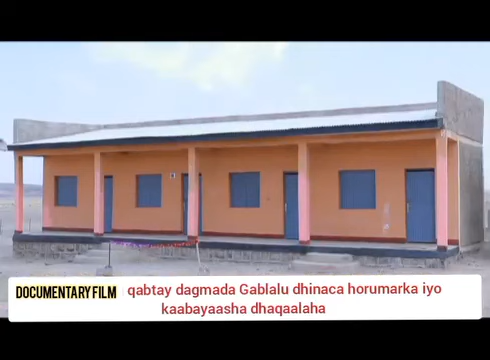 DOCUMENTARY FILM
qabtay dagmada Gablalu dhinaca horumarka iyo
kaabayaasha dhaqaalaha